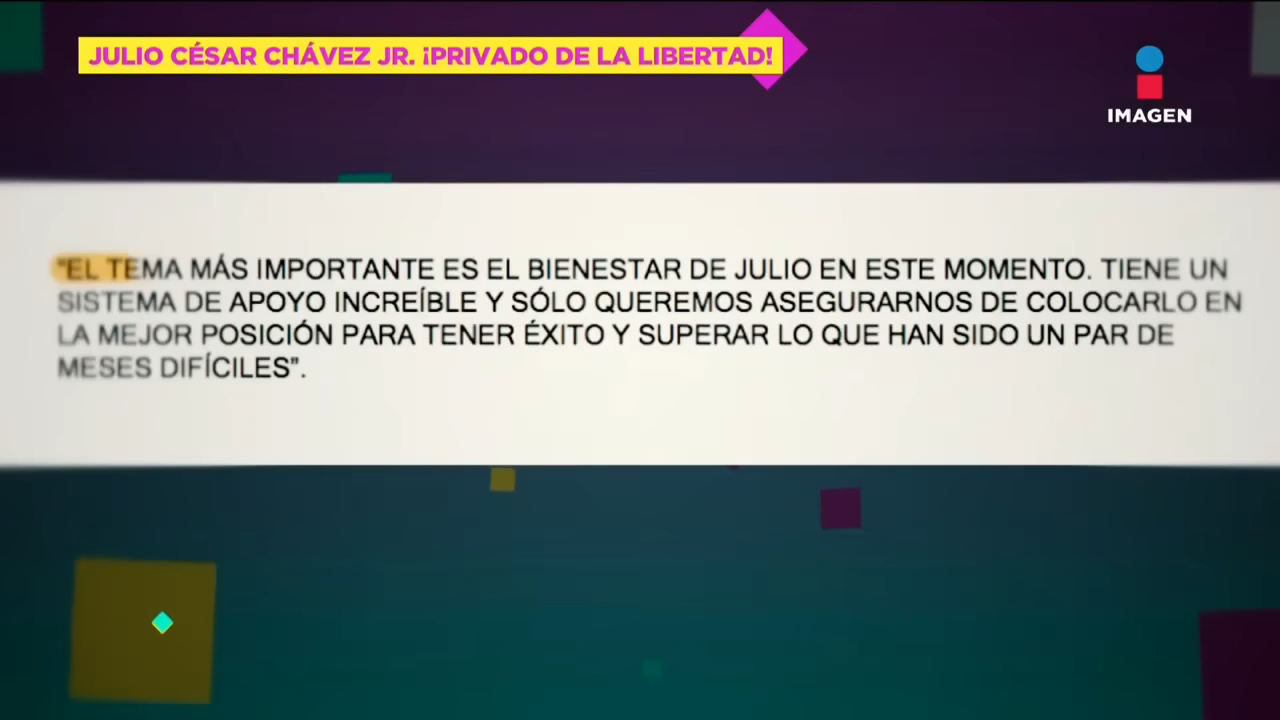 JULIO CÉSAR CHÁVEZ JR. ¡PRIVADO DE LA LIBERTAD!
IMAGEN
"EL TEMA MÁS IMPORTANTE ES EL BIENESTAR DE JULIO EN ESTE MOMENTO. TIENE UN
SISTEMA DE APOYO INCREÍBLE Y SÓLO QUEREMOS ASEGURARNOS DE COLOCARLO EN
LA MEJOR POSICIÓN PARA TENER ÉXITO Y SUPERAR LO QUE HAN SIDO UN PAR DE
MESES DIFÍCILES”.